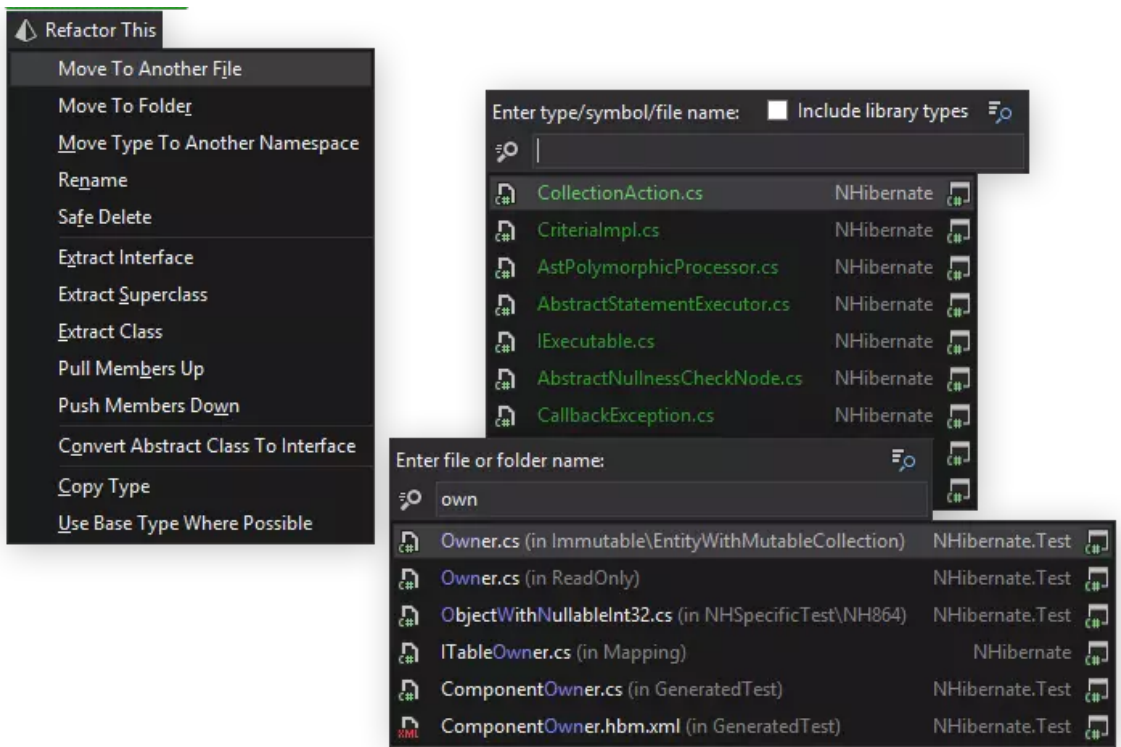 Refactor This
Move To Another File
Move To Folder
Move Type To Another Namespace
Rename
Safe Delete
Extract Interface
Extract Superclass
Extract Class
Pull Members Up
Push Members Down
Convert Abstract Class To Interface
Copy Type
Use Base Type Where Possible
Enter type/symbol/file name: Include library types
C# CollectionAction.cs NHibernate C#
C# CriteriaImpl.cs NHibernate C#
C# AstPolymorphicProcessor.cs NHibernate C#
C# AbstractStatementExecutor.cs NHibernate C#
C# IExecutable.cs NHibernate C#
C# AbstractNullnessCheckNode.cs NHibernate C#
C# CallbackException.cs NHibernate C#
C#
C#
Enter file or folder name:
own
C# Owner.cs (in Immutable\EntityWithMutableCollection) NHibernate.Test C#
C# Owner.cs (in ReadOnly) NHibernate.Test C#
C# ObjectWithNullableInt32.cs (in NHSpecificTest\NH864) NHibernate.Test C#
C# ITableOwner.cs (in Mapping) NHibernate C#
C# ComponentOwner.cs (in GeneratedTest) NHibernate.Test C#
XML ComponentOwner.hbm.xml (in GeneratedTest) NHibernate.Test C#